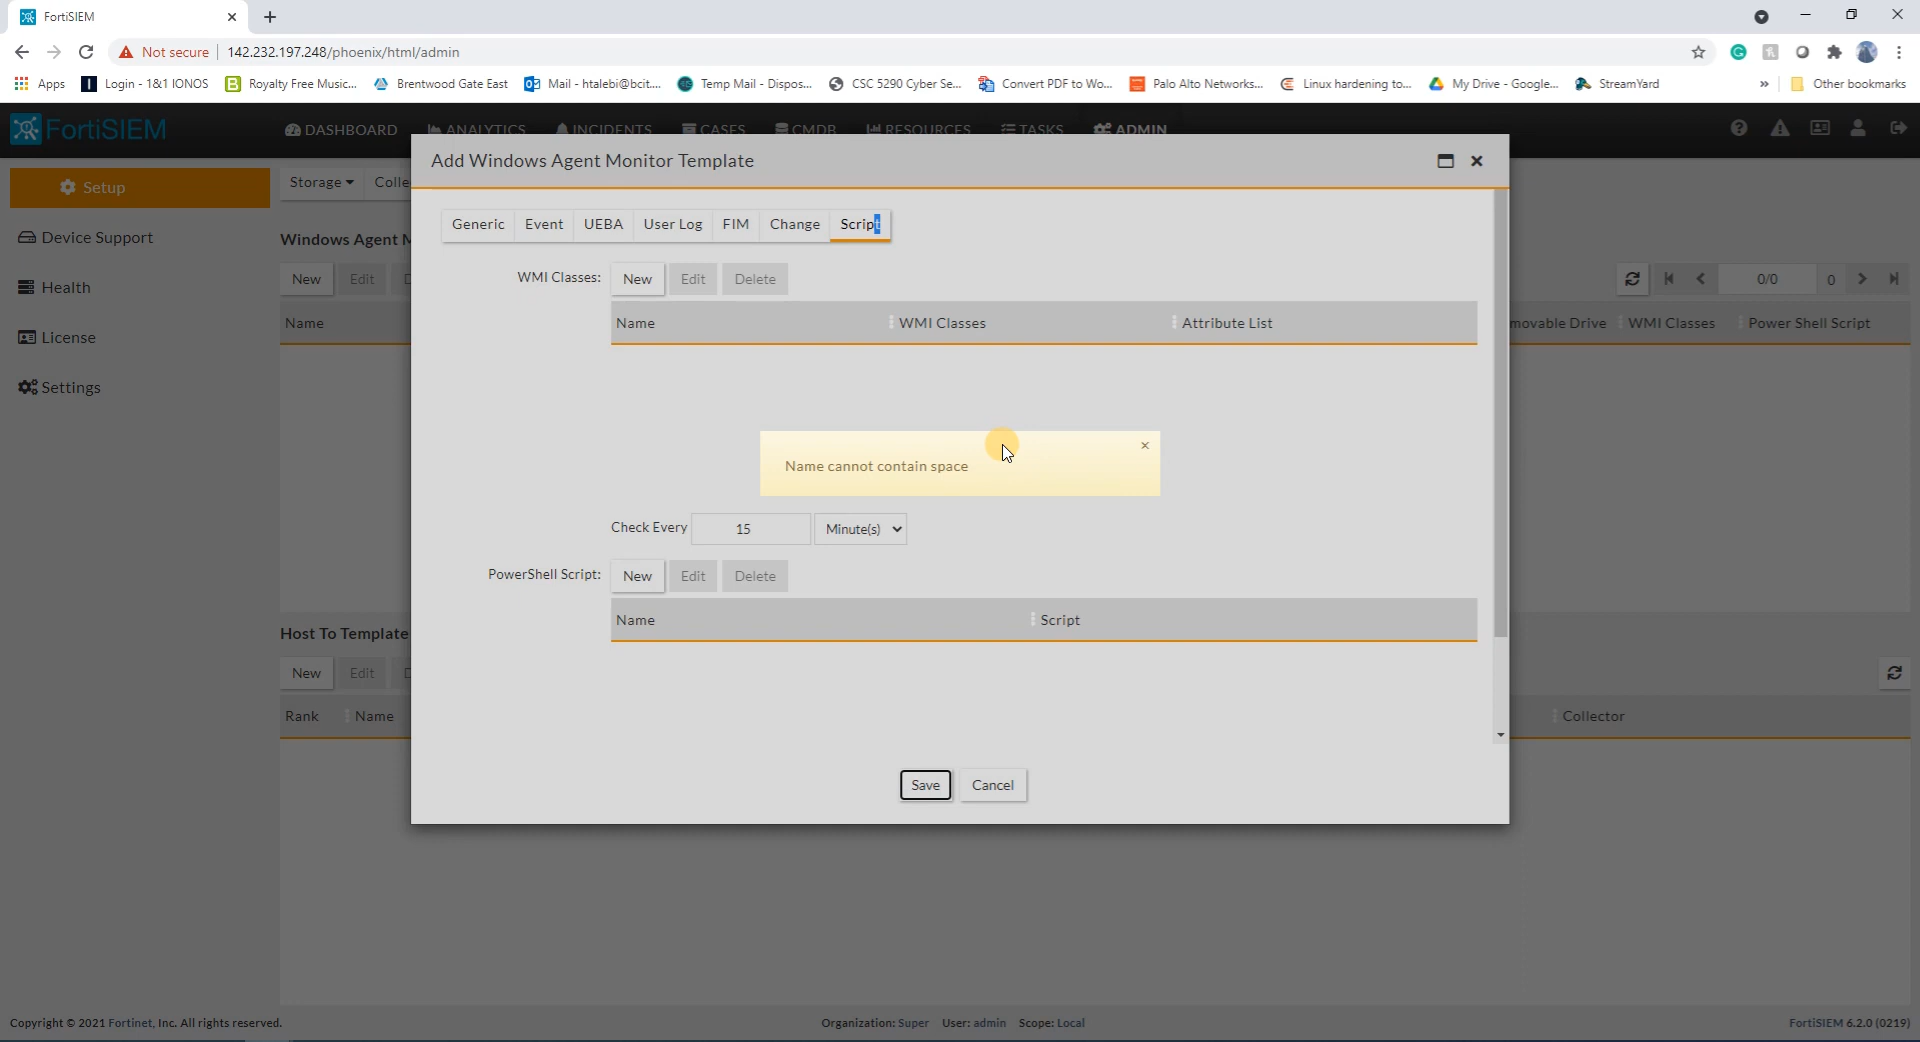 FortiSIEM
Not secure 142.232.197.248/phoenix/html/admin
Apps Login - 1&1 IONOS Royalty Free Music... Brentwood Gate East Mail - htalebi@bcit.... Temp Mail - Dispos... CSC 5290 Cyber Se... Convert PDF to Wo... Palo Alto Networks... Linux hardening to... My Drive - Google... StreamYard » Other bookmarks
FortiSIEM DASHBOARD ANALYTICS INCIDENTS CASES CMDB RESOURCES TASKS ADMIN
Add Windows Agent Monitor Template
Setup
Storage Colle
Device Support
Health
License
Settings
Windows Agent M
New Edit D
0/0 0
Name
movable Drive WMI Classes Power Shell Script
Generic Event UEBA User Log FIM Change Script
WMI Classes: New Edit Delete
Name WMI Classes Attribute List
Name cannot contain space
Check Every 15 Minute(s)
PowerShell Script: New Edit Delete
Name Script
Save Cancel
Host To Template
New Edit D
Rank Name
Collector
Copyright © 2021 Fortinet, Inc. All rights reserved.
Organization: Super User: admin Scope: Local
FortiSIEM 6.2.0 (0219)